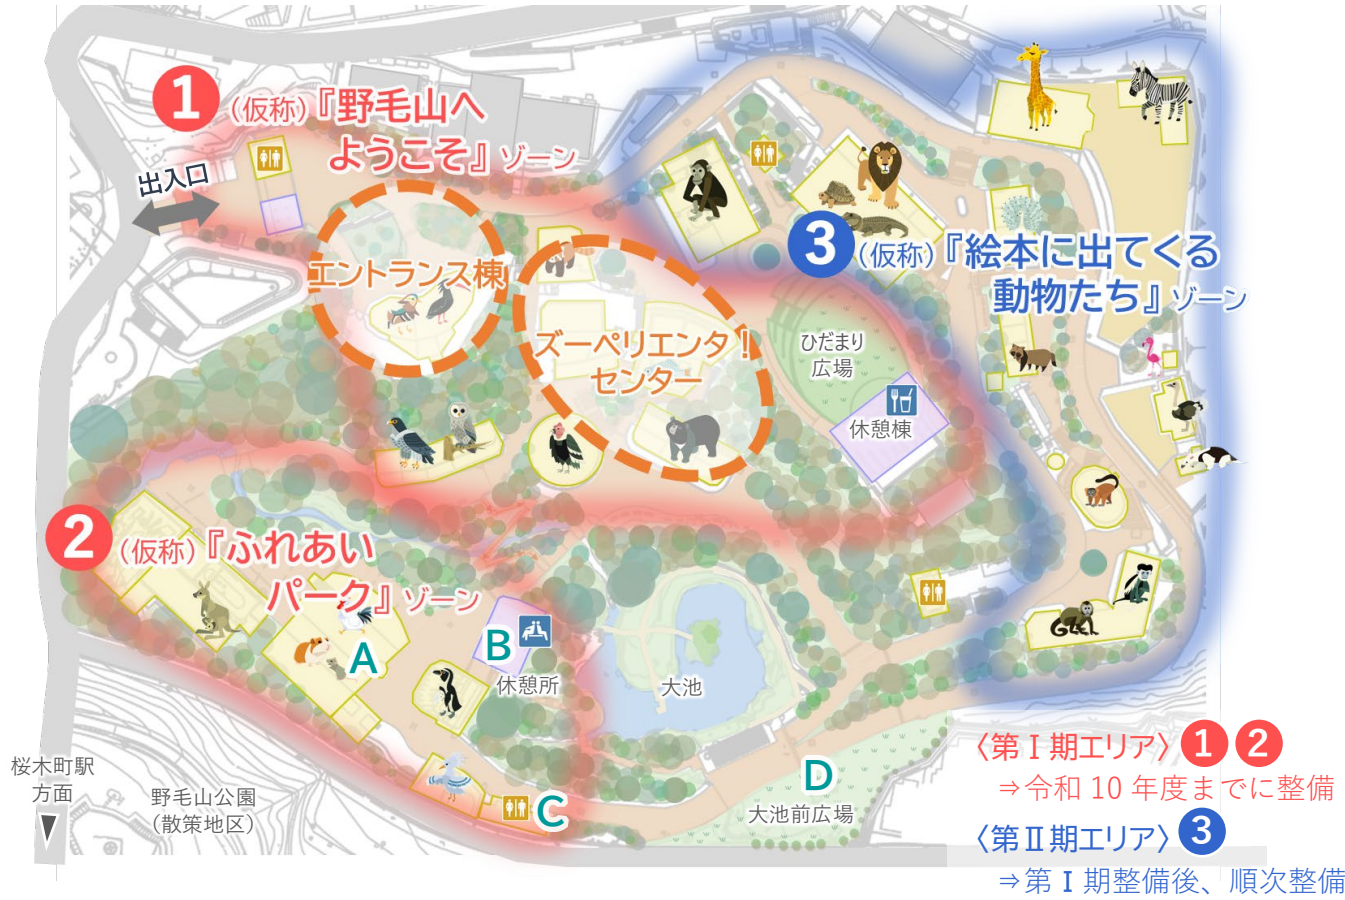 1 (仮称)『野毛山へ
ようこそ』ゾーン
出入口
エントランス棟
ズーペリエンタ!
センター
3 (仮称)『絵本に出てくる
動物たち』ゾーン
ひだまり
広場
休憩棟
2 (仮称)『ふれあい
パーク』ゾーン
A
B
休憩所
大池
C
D
大池前広場
桜木町駅
方面
野毛山公園
(散策地区)
〈第Ⅰ期エリア〉1 2
⇒令和 10 年度までに整備
〈第Ⅱ期エリア〉3
⇒第Ⅰ期整備後、順次整備